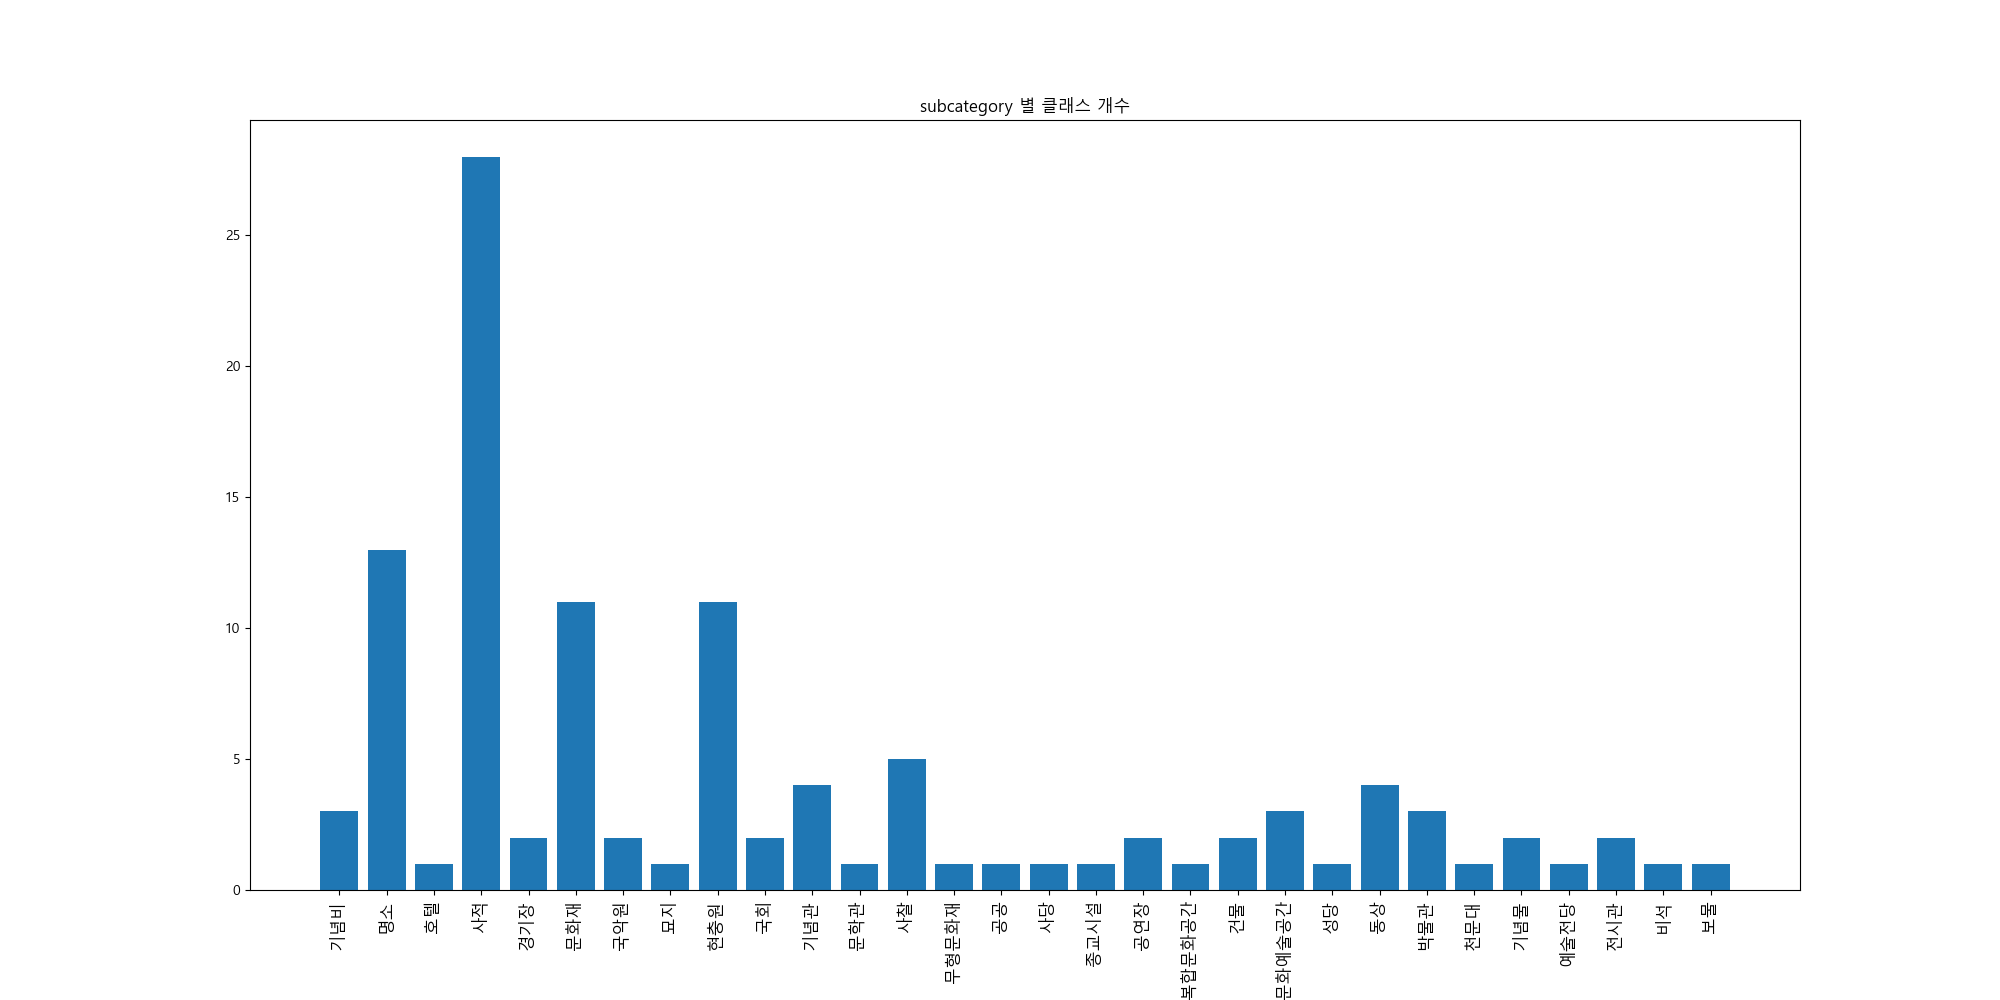 subcategory 별 클래스 개수
25
20
15
10
5
0
기념비
명소
호텔
사적
경기장
문화재
국악원
묘지
현충원
국회
기념관
문학관
사찰
무형문화재
공공
사당
종교시설
공연장
복합문화공간
건물
문화예술공간
성당
동상
박물관
천문대
기념물
예술전당
전시관
비석
보물